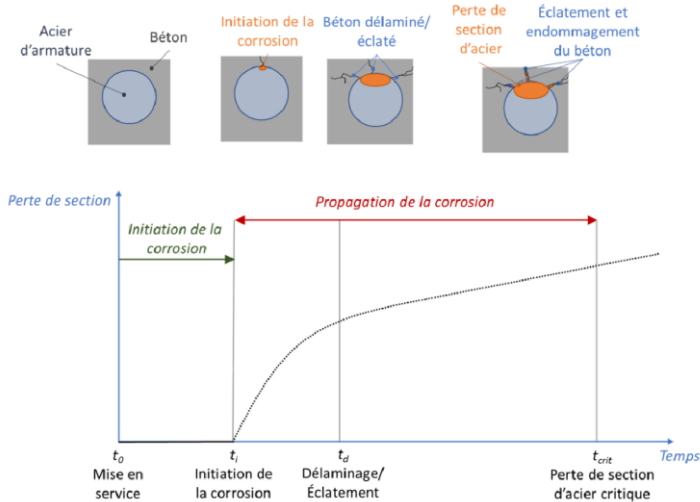 Acier
d'armature
Béton
Initiation de la
corrosion
Béton délaminé/
éclaté
Perte de
section
d'acier
Éclatement et
endommagement
du béton
Perte de section
Propagation de la corrosion
Initiation de la
corrosion
t0
Mise en
service
ti
Initiation de
la corrosion
td
Délaminage/
Éclatement
tcrit
Perte de section
d'acier critique
Temps